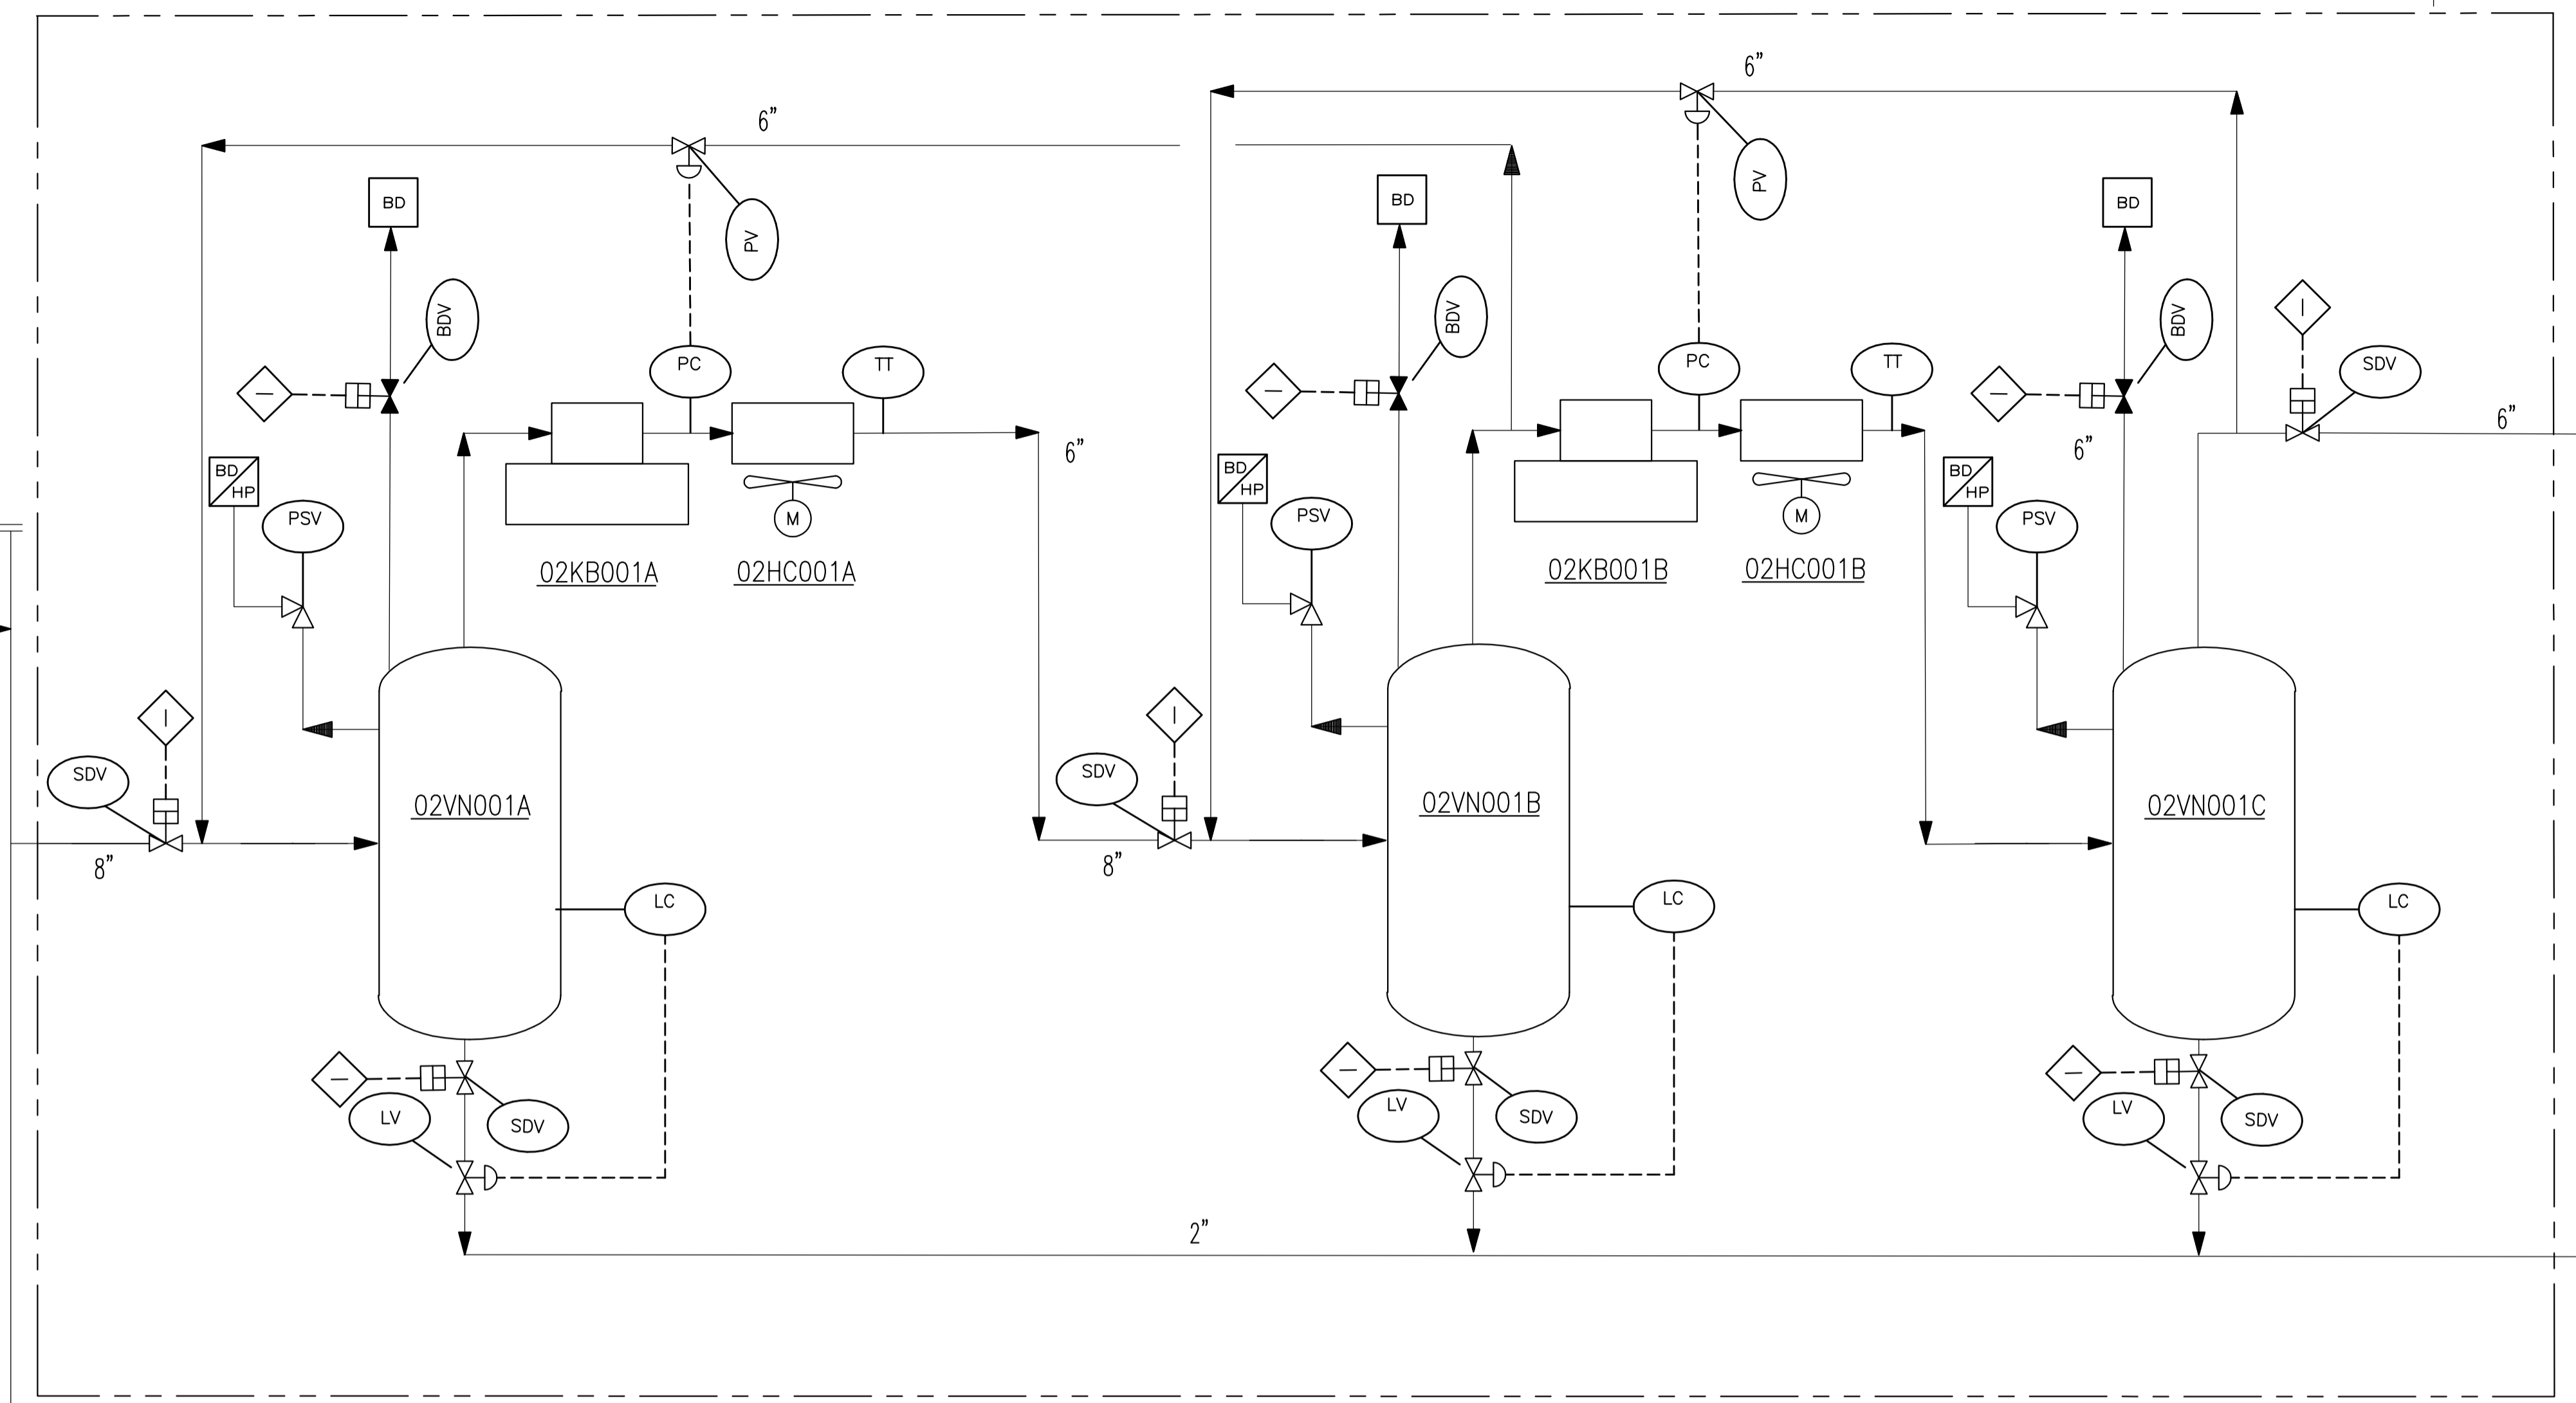 6”
6”
BD
BD
BD
PV
PV
BDV
BDV
BDV
I
I
I
I
PC
TT
PC
TT
SDV
6”
6”
6”
BD
HP
BD
HP
BD
HP
PSV
PSV
PSV
M
M
02KB001A
02HC001A
02KB001B
02HC001B
I
I
SDV
SDV
02VN001A
02VN001B
02VN001C
8”
8”
LC
LC
LC
I
I
I
LV
SDV
LV
SDV
LV
SDV
2”